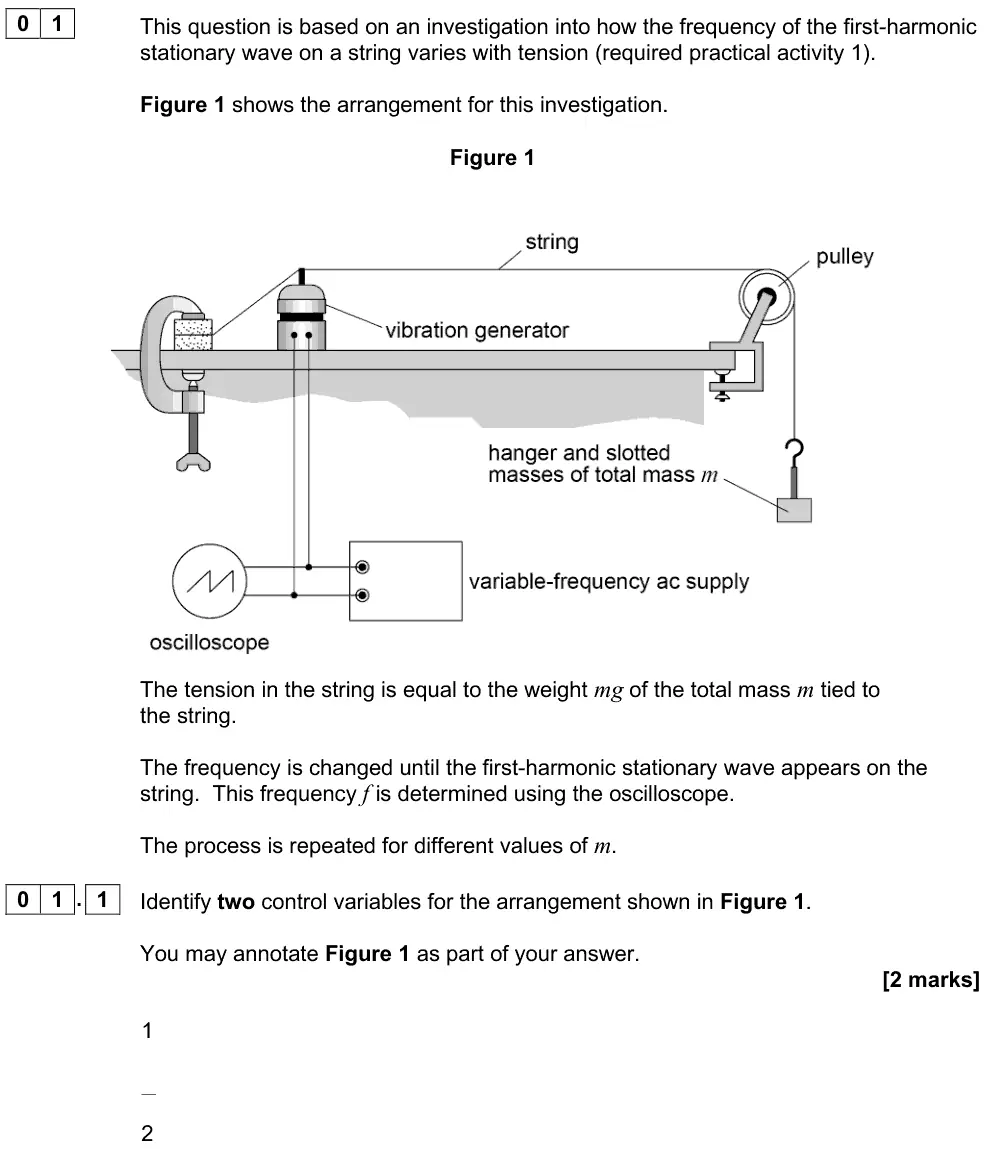 0 1 This question is based on an investigation into how the frequency of the first-harmonic
stationary wave on a string varies with tension (required practical activity 1).
Figure 1 shows the arrangement for this investigation.
Figure 1
string
pulley
vibration generator
hanger and slotted
masses of total mass m
variable-frequency ac supply
oscilloscope
The tension in the string is equal to the weight mg of the total mass m tied to
the string.
The frequency is changed until the first-harmonic stationary wave appears on the
string. This frequency f is determined using the oscilloscope.
The process is repeated for different values of m.
0 1 . 1 Identify two control variables for the arrangement shown in Figure 1.
You may annotate Figure 1 as part of your answer.
[2 marks]
1
2